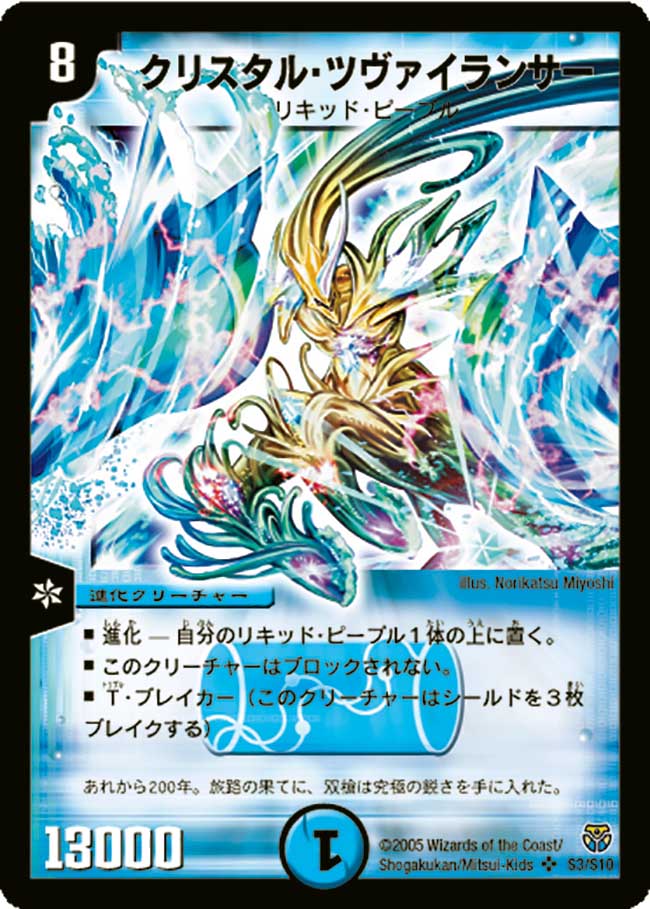 8
クリスタル・ツヴァイランサー
リキッド・ピープル
illus. Norikatsu Miyoshi
進化クリーチャー
■ 進化 — 自分のリキッド・ピープル1体の上に置く。
■ このクリーチャーはブロックされない。
■ T・ブレイカー（このクリーチャーはシールドを3枚
ブレイクする）
あれから200年。旅路の果てに、双槍は究極の鋭さを手に入れた。
13000
1
©2005 Wizards of the Coast/
Shogakukan/Mitsui-Kids S3/S10